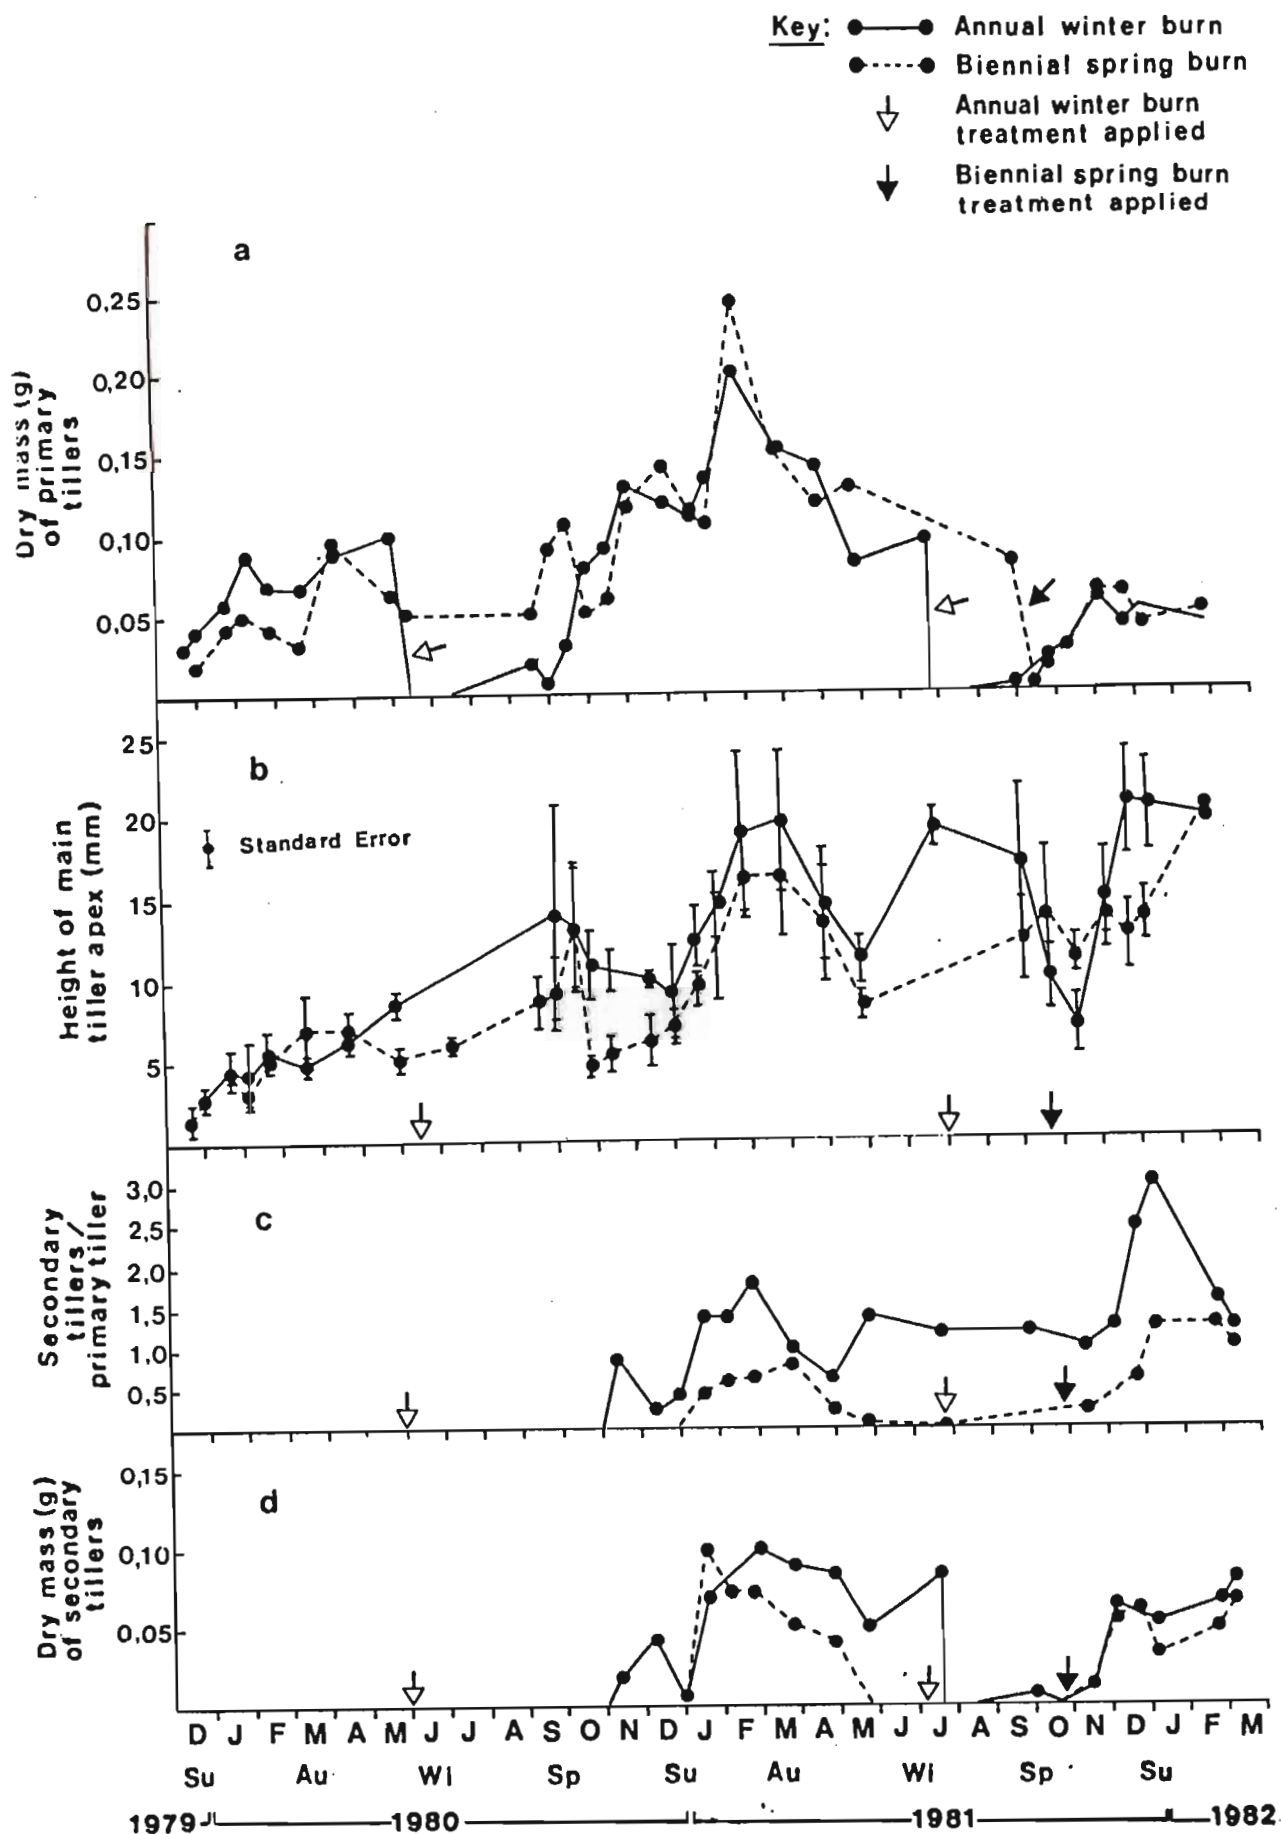 Key:
Annual winter burn
Biennial spring burn
Annual winter burn
treatment applied
Biennial spring burn
treatment applied
a
0,25
0,20
0,15
0,10
0,05
Dry mass (g)
of primary
tillers
b
25
20
15
10
5
Height of main
tiller apex (mm)
Standard Error
c
3,0
2,5
2,0
1,5
1,0
0,5
Secondary
tillers/
primary tiller
d
0,15
0,10
0.05
Dry mass (g)
of secondary
tillers
D J F M A M J J A S O N D J F M A M J J A S O N D J F M
Su Au Wi Sp Su Au Wi Sp Su
1979 1980 1981 1982